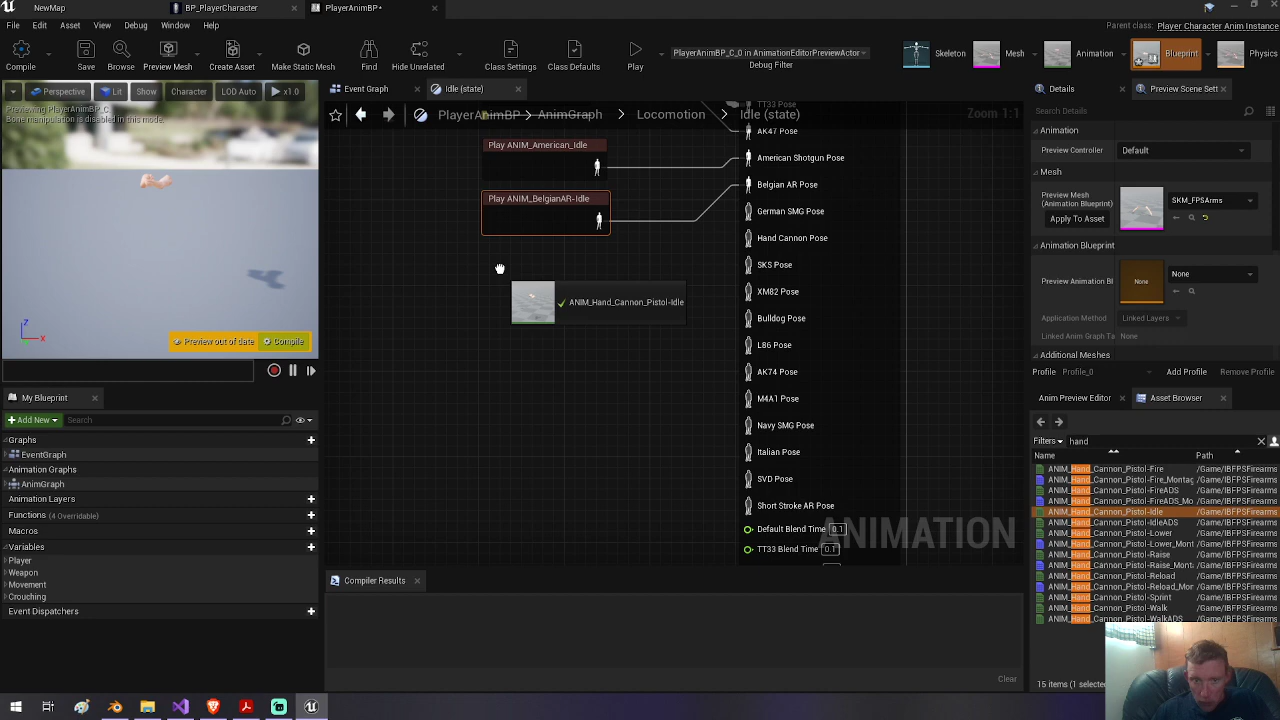 NewMap
BP_PlayerCharacter
PlayerAnimBP*
File Edit Asset View Debug Window Help
Parent class: Player Character Anim Instance
Compile Save Browse Preview Mesh Create Asset Make Static Mesh Find Hide Unrelated Class Settings Class Defaults Play
PlayerAnimBP_C_0 in AnimationEditorPreviewActor
Debug Filter
Skeleton Mesh Animation Blueprint Physics
Perspective Lit Show Character LOD Auto x1.0
Previewing PlayerAnimBP_C.
Bone manipulation is disabled in this mode.
Z
X
Preview out of date Compile
My Blueprint
Add New Search
Graphs
EventGraph
Animation Graphs
AnimGraph
Animation Layers
Functions (4 Overridable)
Macros
Variables
Player
Weapon
Movement
Crouching
Event Dispatchers
Event Graph Idle (state)
PlayerAnimBP > AnimGraph > Locomotion > Idle (state)
Zoom 1:1
Play ANIM_American_Idle
Play ANIM_BelgianAR-Idle
ANIM_Hand_Cannon_Pistol-Idle
TT33 Pose
AK47 Pose
American Shotgun Pose
Belgian AR Pose
German SMG Pose
Hand Cannon Pose
SKS Pose
XM82 Pose
Bulldog Pose
L86 Pose
AK74 Pose
M4A1 Pose
Navy SMG Pose
Italian Pose
SVD Pose
Short Stroke AR Pose
Default Blend Time 0.1
TT33 Blend Time 0.1
ANIMATION
Compiler Results
Clear
Details Preview Scene Sett
Search Details
Animation
Preview Controller Default
Mesh
Preview Mesh
(Animation Blueprint)
Apply To Asset
SKM_FPSArms
Animation Blueprint
Preview Animation Bl
None
None
Application Method Linked Layers
Linked Anim Graph Ta None
Additional Meshes
Profile Profile_0 Add Profile Remove Profile
Anim Preview Editor Asset Browser
Filters hand
Name Path
ANIM_Hand_Cannon_Pistol-Fire /Game/IBFPSFirearms
ANIM_Hand_Cannon_Pistol-Fire_Montag /Game/IBFPSFirearms
ANIM_Hand_Cannon_Pistol-FireADS /Game/IBFPSFirearms
ANIM_Hand_Cannon_Pistol-FireADS_Mo /Game/IBFPSFirearms
ANIM_Hand_Cannon_Pistol-Idle /Game/IBFPSFirearms
ANIM_Hand_Cannon_Pistol-IdleADS /Game/IBFPSFirearms
ANIM_Hand_Cannon_Pistol-Lower /Game/IBFPSFirearms
ANIM_Hand_Cannon_Pistol-Lower_Mont /Game/IBFPSFirearms
ANIM_Hand_Cannon_Pistol-Raise /Game/IBFPSFirearms
ANIM_Hand_Cannon_Pistol-Raise_Montag /Game/IBFPSFirearms
ANIM_Hand_Cannon_Pistol-Reload /Game/IBFPSFirearms
ANIM_Hand_Cannon_Pistol-Reload_Mor /Game/IBFPSFirearms
ANIM_Hand_Cannon_Pistol-Sprint /Game/IBFPSFirearms
ANIM_Hand_Cannon_Pistol-Walk /Game/IBFPSFirearms
ANIM_Hand_Cannon_Pistol-WalkADS /Game/IBFPSFirearms
15 items (1 selected